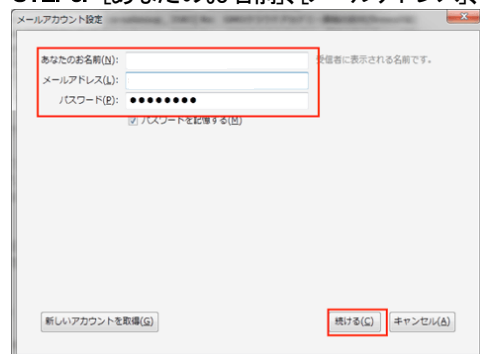 メールアカウント設定
あなたのお名前(N): 受信者に表示される名前です。
メールアドレス(L):
パスワード(P): ●●●●●●●●
パスワードを記憶する(M)
新しいアカウントを取得(G) 続ける(C) キャンセル(A)